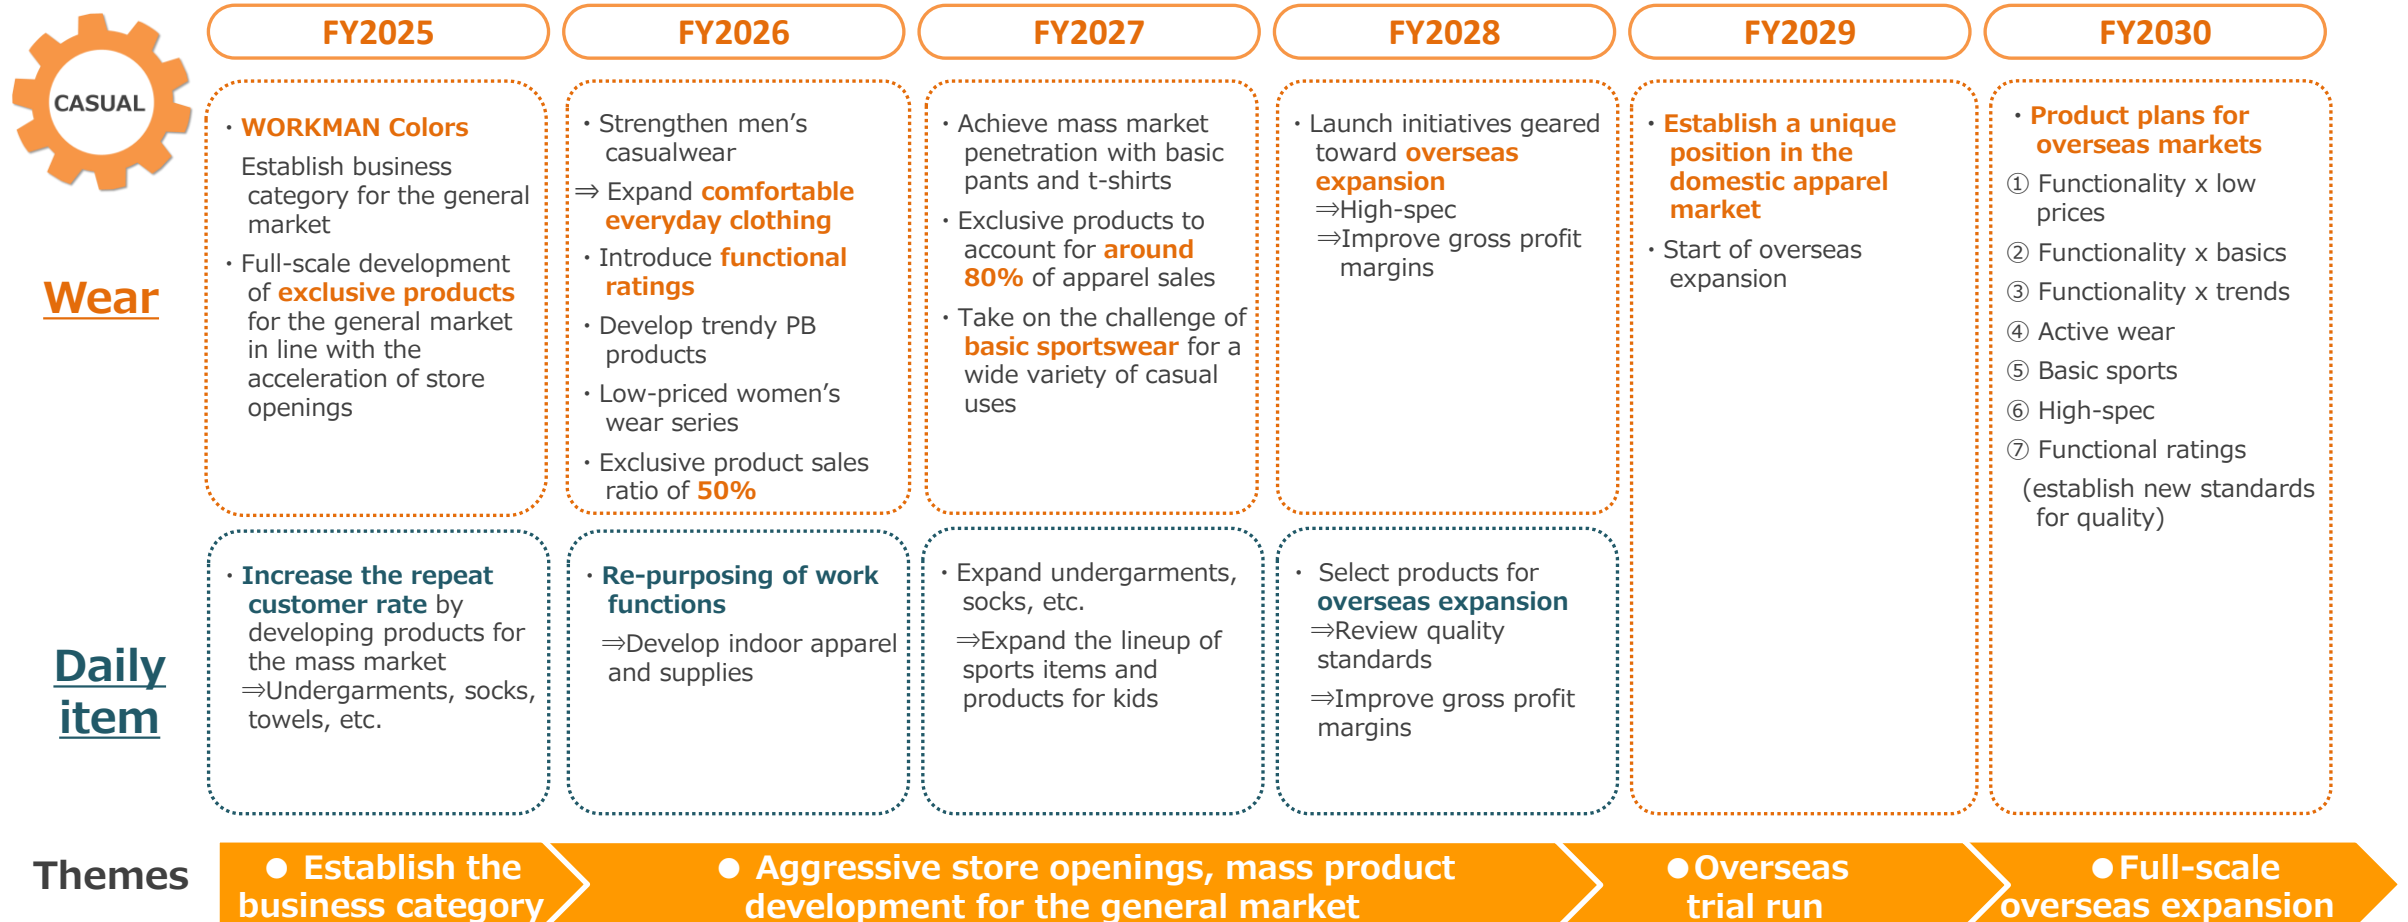 CASUAL
FY2025
FY2026
FY2027
FY2028
FY2029
FY2030
Wear
・WORKMAN Colors
Establish business
category for the general
market
・Full-scale development
of exclusive products
for the general market
in line with the
acceleration of store
openings
・Strengthen men's
casualwear
⇒ Expand comfortable
everyday clothing
・Introduce functional
ratings
・Develop trendy PB
products
・Low-priced women's
wear series
・Exclusive product sales
ratio of 50%
・Achieve mass market
penetration with basic
pants and t-shirts
・Exclusive products to
account for around
80% of apparel sales
・Take on the challenge of
basic sportswear for a
wide variety of casual
uses
・Launch initiatives geared
toward overseas
expansion
⇒High-spec
⇒Improve gross profit
margins
・Establish a unique
position in the
domestic apparel
market
・Start of overseas
expansion
・Product plans for
overseas markets
① Functionality x low
prices
② Functionality x basics
③ Functionality x trends
④ Active wear
⑤ Basic sports
⑥ High-spec
⑦ Functional ratings
(establish new standards
for quality)
Daily
item
・Increase the repeat
customer rate by
developing products for
the mass market
⇒Undergarments, socks,
towels, etc.
・Re-purposing of work
functions
⇒Develop indoor apparel
and supplies
・Expand undergarments,
socks, etc.
⇒Expand the lineup of
sports items and
products for kids
・ Select products for
overseas expansion
⇒Review quality
standards
⇒Improve gross profit
margins
Themes
● Establish the
business category
● Aggressive store openings, mass product
development for the general market
●Overseas
trial run
●Full-scale
overseas expansion